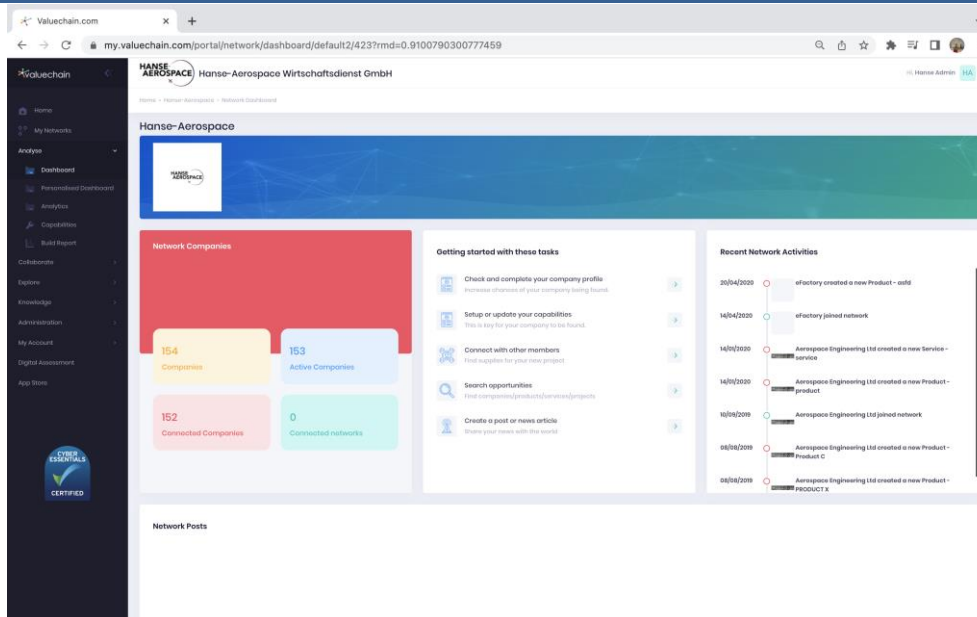 Valuechain.com
my.valuechain.com/portal/network/dashboard/default2/423?rmd=0.9100790300777459
valuechain
HANSE
AEROSPACE
Hanse-Aerospace Wirtschaftsdienst GmbH
Hi, Hanse Admin
HA
Home
My Networks
Analyse
Dashboard
Personalised Dashboard
Analytics
Capabilities
Build Report
Collaborate
Explore
Knowledge
Administration
My Account
Digital Assessment
App Store
CYBER
ESSENTIALS
CERTIFIED
Home - Hanse-Aerospace - Network Dashboard
Hanse-Aerospace
HANSE
AEROSPACE
Network Companies
154
Companies
153
Active Companies
152
Connected Companies
0
Connected networks
Getting started with these tasks
Check and complete your company profile
Increase chances of your company being found.
Setup or update your capabilities
This is key for your company to be found.
Connect with other members
Find supplies for your new project
Search opportunities
Find companies/products/services/projects
Create a post or news article
Share your news with the world
Recent Network Activities
20/04/2020
eFactory created a new Product - asfd
14/04/2020
eFactory joined network
14/01/2020
Aerospace Engineering Ltd created a new Service -
service
14/01/2020
Aerospace Engineering Ltd created a new Product -
product
10/09/2019
Aerospace Engineering Ltd joined network
08/08/2019
Aerospace Engineering Ltd created a new Product -
Product C
08/08/2019
Aerospace Engineering Ltd created a new Product -
PRODUCT X
Network Posts